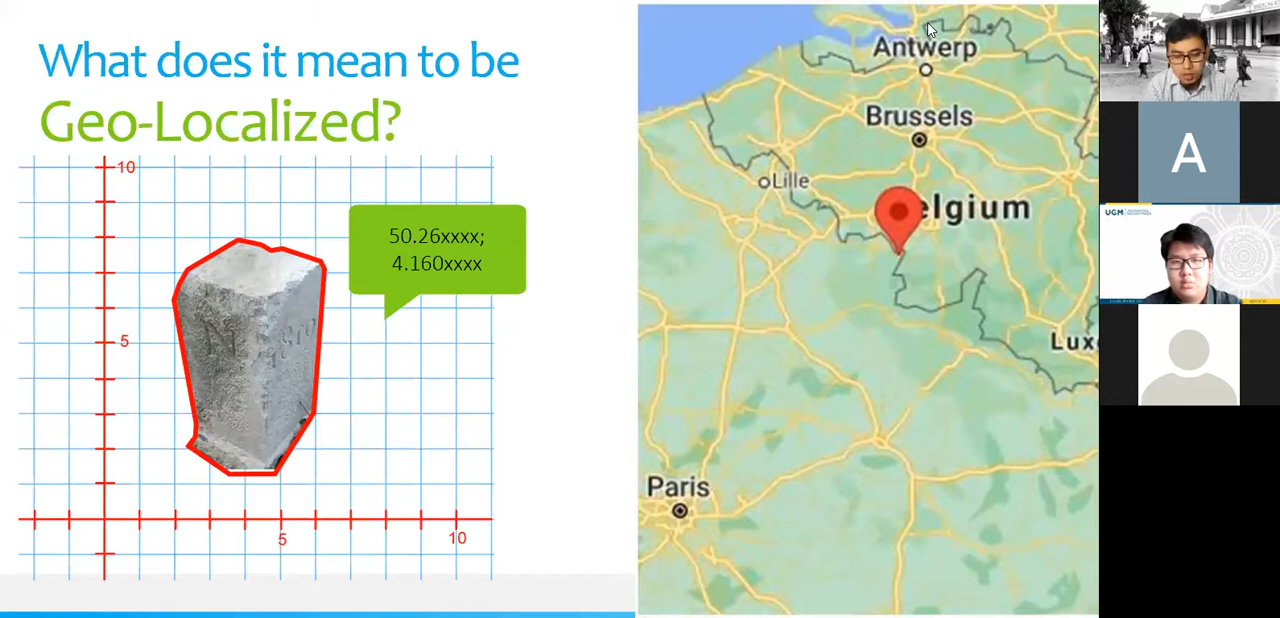 What does it mean to be
Geo-Localized?
10
5
5
10
50.26xxxx;
4.160xxxx
N
1819
Antwerp
Brussels
Lille
elgium
Lux
Paris
A
UGM